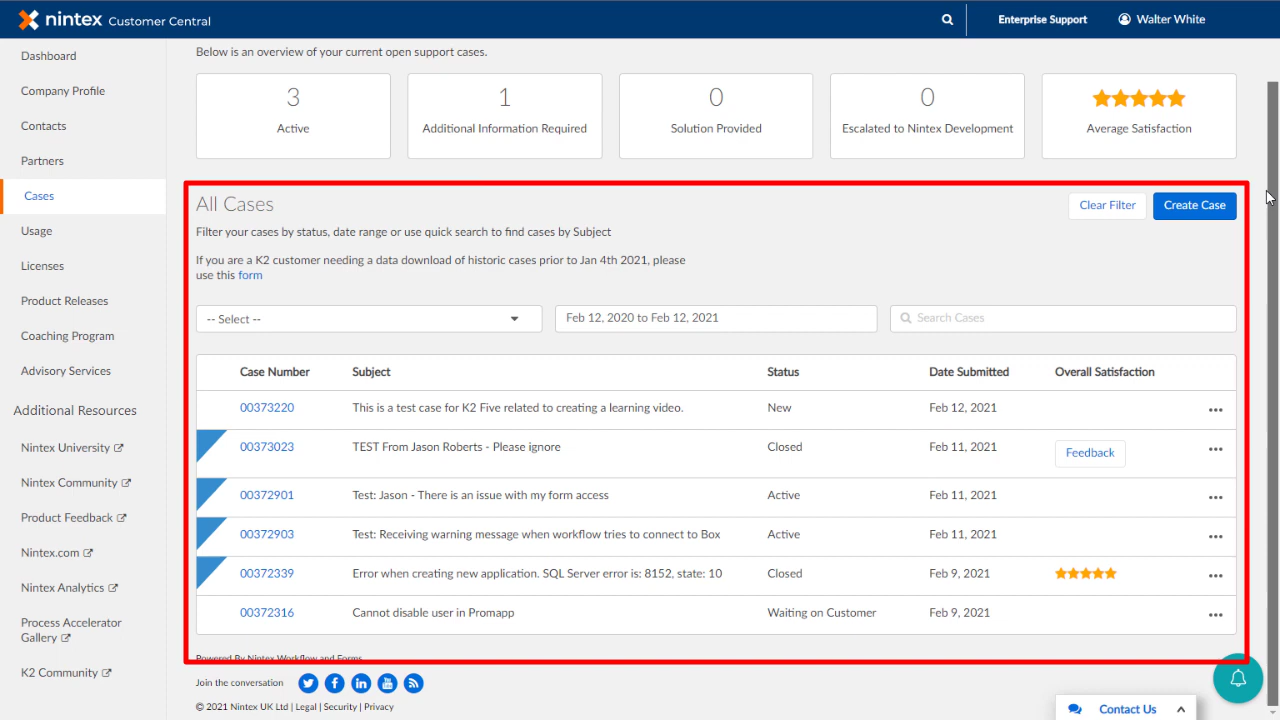 nintex Customer Central
Enterprise Support
Walter White
Dashboard
Company Profile
Contacts
Partners
Cases
Usage
Licenses
Product Releases
Coaching Program
Advisory Services
Additional Resources
Nintex University
Nintex Community
Product Feedback
Nintex.com
Nintex Analytics
Process Accelerator
Gallery
K2 Community
Below is an overview of your current open support cases.
3
Active
1
Additional Information Required
0
Solution Provided
0
Escalated to Nintex Development
Average Satisfaction
All Cases
Clear Filter
Create Case
Filter your cases by status, date range or use quick search to find cases by Subject
If you are a K2 customer needing a data download of historic cases prior to Jan 4th 2021, please
use this form
-- Select --
Feb 12, 2020 to Feb 12, 2021
Search Cases
Case Number Subject Status Date Submitted Overall Satisfaction
00373220 This is a test case for K2 Five related to creating a learning video. New Feb 12, 2021
00373023 TEST From Jason Roberts - Please ignore Closed Feb 11, 2021 Feedback
00372901 Test: Jason - There is an issue with my form access Active Feb 11, 2021
00372903 Test: Receiving warning message when workflow tries to connect to Box Active Feb 11, 2021
00372339 Error when creating new application. SQL Server error is: 8152, state: 10 Closed Feb 9, 2021
00372316 Cannot disable user in Promapp Waiting on Customer Feb 9, 2021
Powered By Nintex Workflow and Forms
Join the conversation
© 2021 Nintex UK Ltd | Legal | Security | Privacy
Contact Us